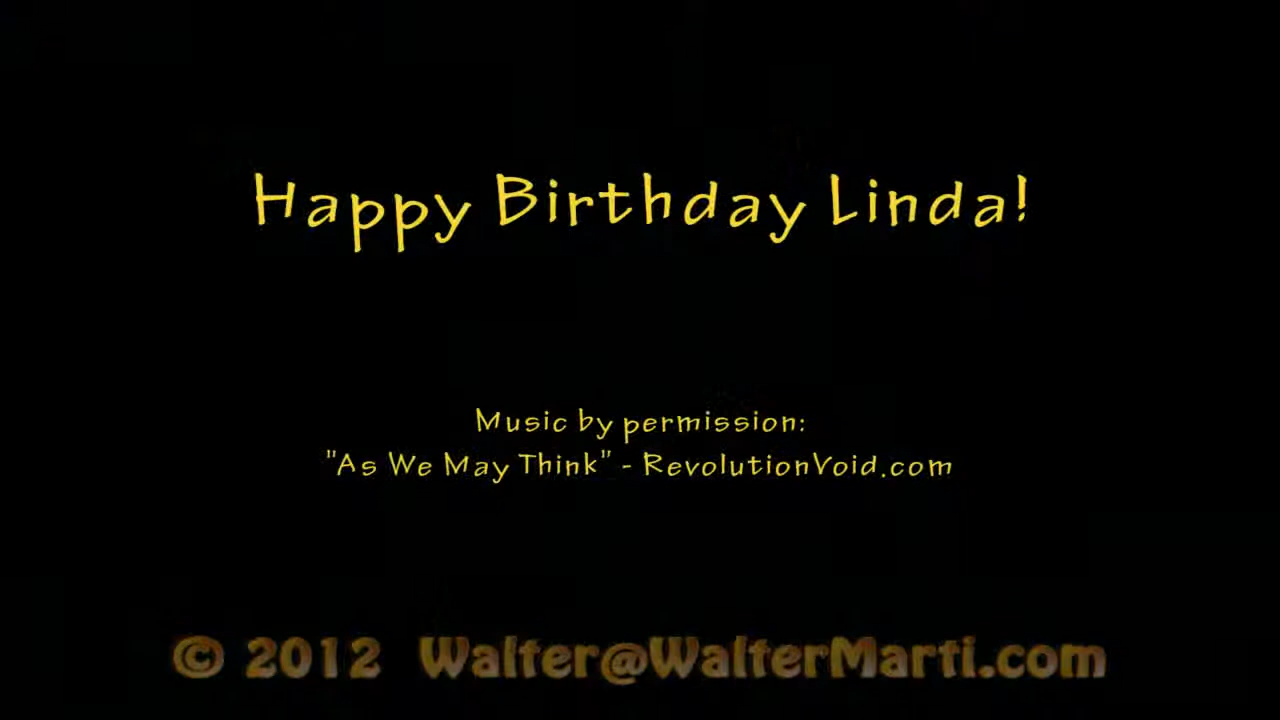 Happy Birthday Linda!
Music by permission:
"As We May Think" - RevolutionVoid.com
© 2012 Walter@WalterMarti.com